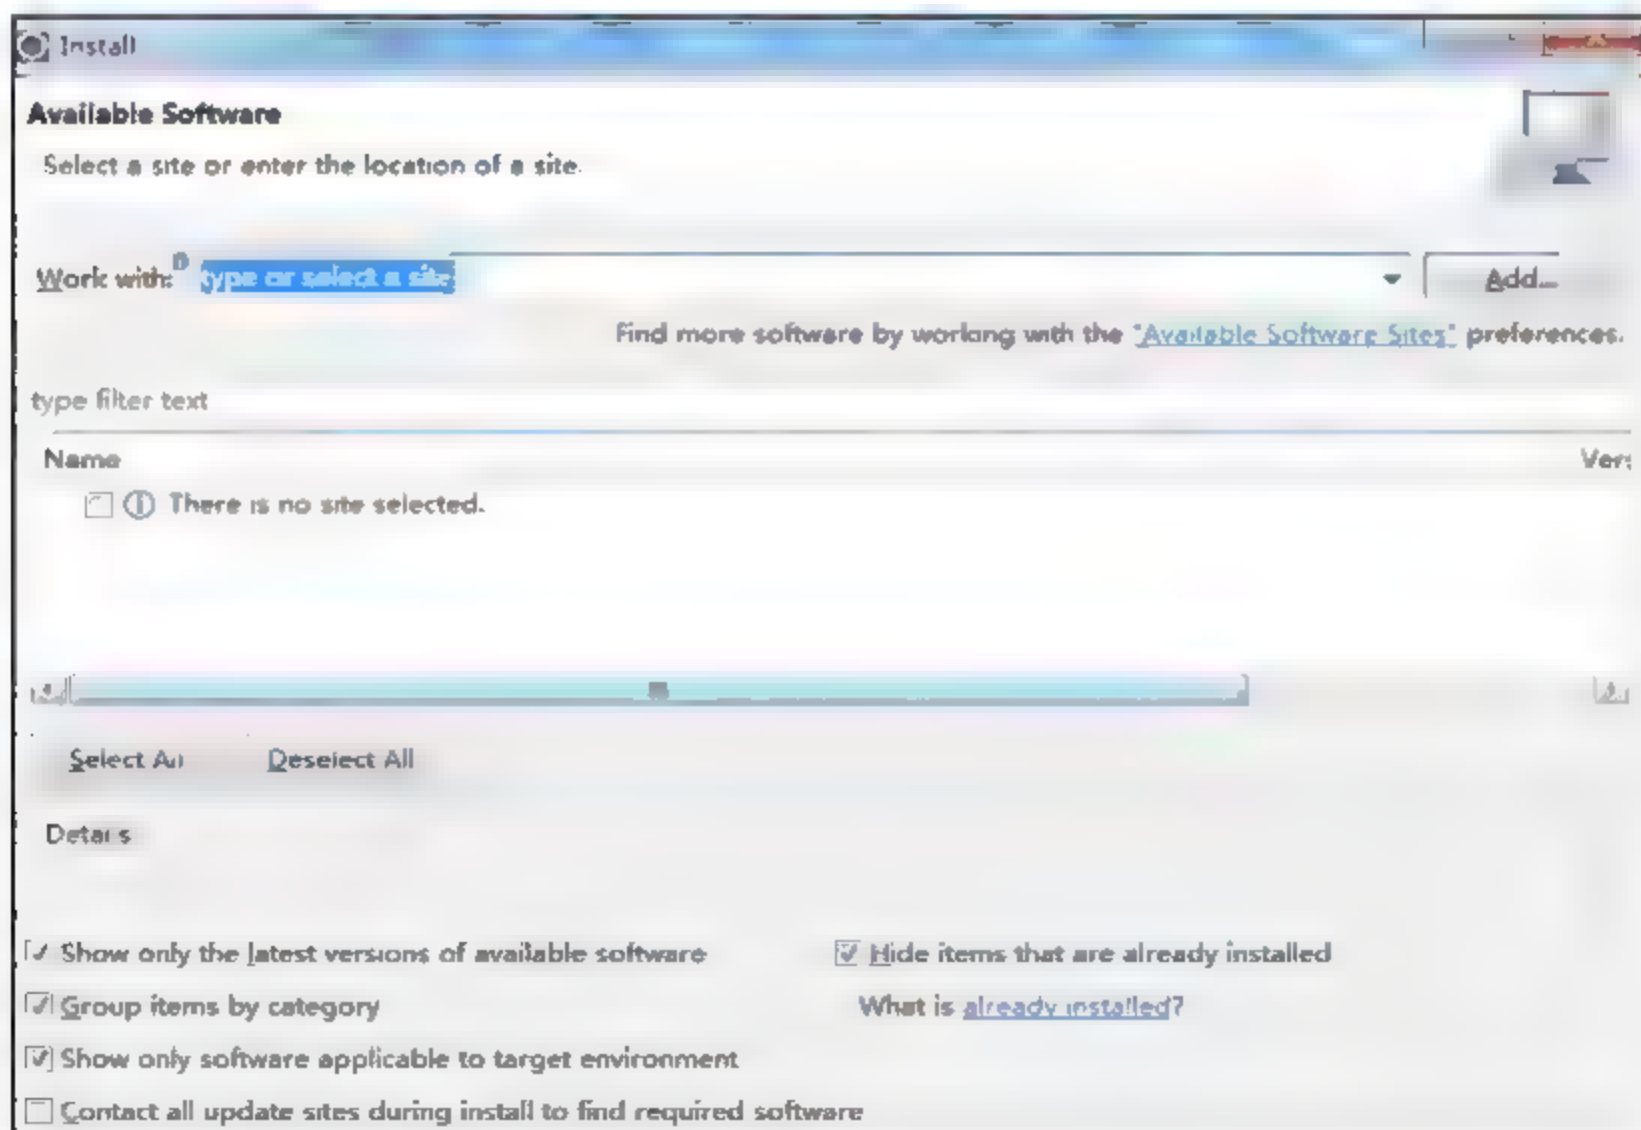 Install
Available Software
Select a site or enter the location of a site.
Work with: type or select a site Add...
Find more software by working with the "Available Software Sites" preferences.
type filter text
Name Vers
There is no site selected.
Select All Deselect All
Details
Show only the latest versions of available software Hide items that are already installed
Group items by category What is already installed?
Show only software applicable to target environment
Contact all update sites during install to find required software